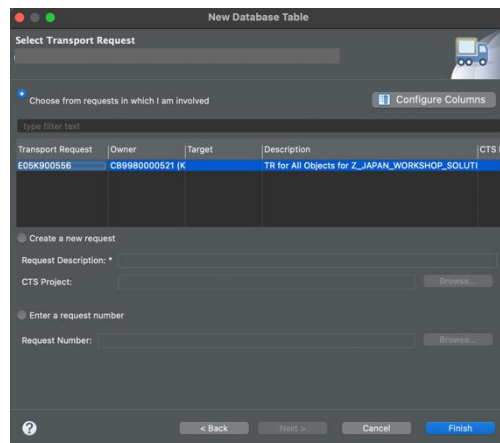 New Database Table
Select Transport Request
Choose from requests in which I am involved
Configure Columns
type filter text
Transport Request Owner Target Description CTS
E05K900556 CB9980000521 (K TR for All Objects for Z_JAPAN_WORKSHOP_SOLUTI
Create a new request
Request Description: *
CTS Project: Browse...
Enter a request number
Request Number: Browse...
? < Back Next > Cancel Finish